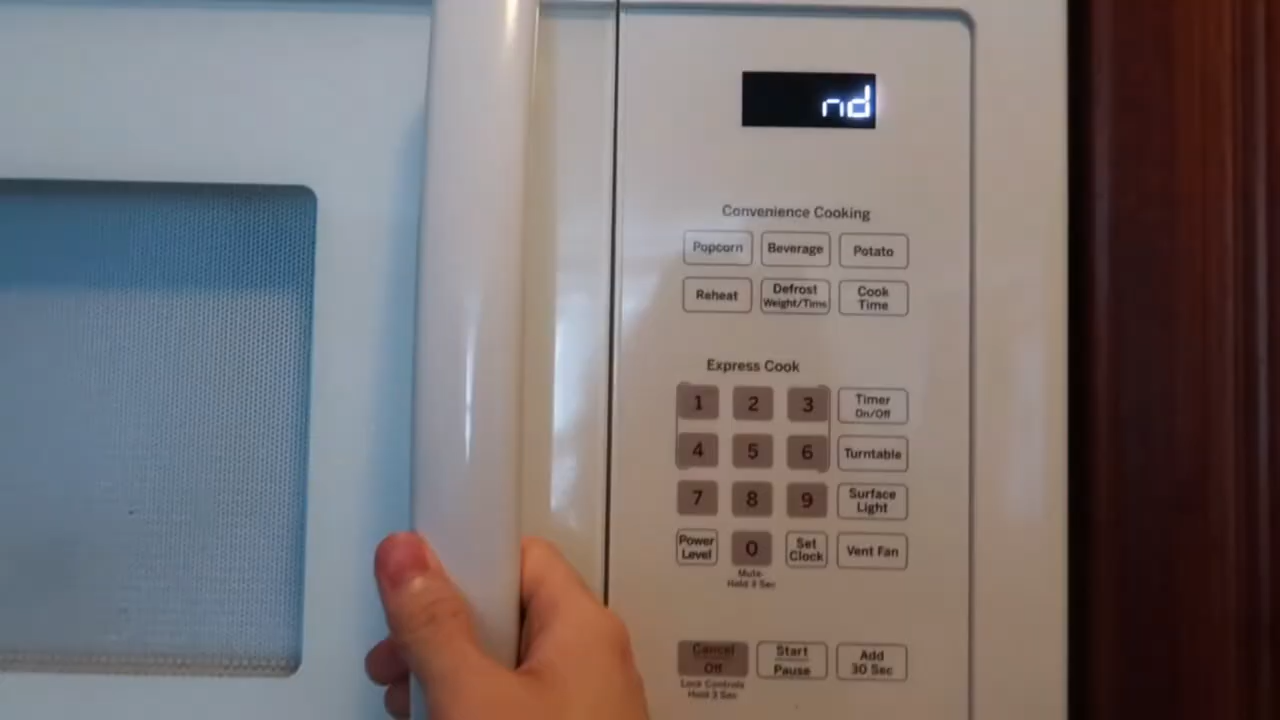 nd
Convenience Cooking
Popcorn Beverage Potato
Reheat Defrost Weight/Time Cook Time
Express Cook
1 2 3 Timer On/Off
4 5 6 Turntable
7 8 9 Surface Light
Power Level 0 Set Clock Vent Fan
Mute-
Hold 3 Sec
Cancel Off Start Pause Add 30 Sec
Lock Controls
Hold 3 Sec